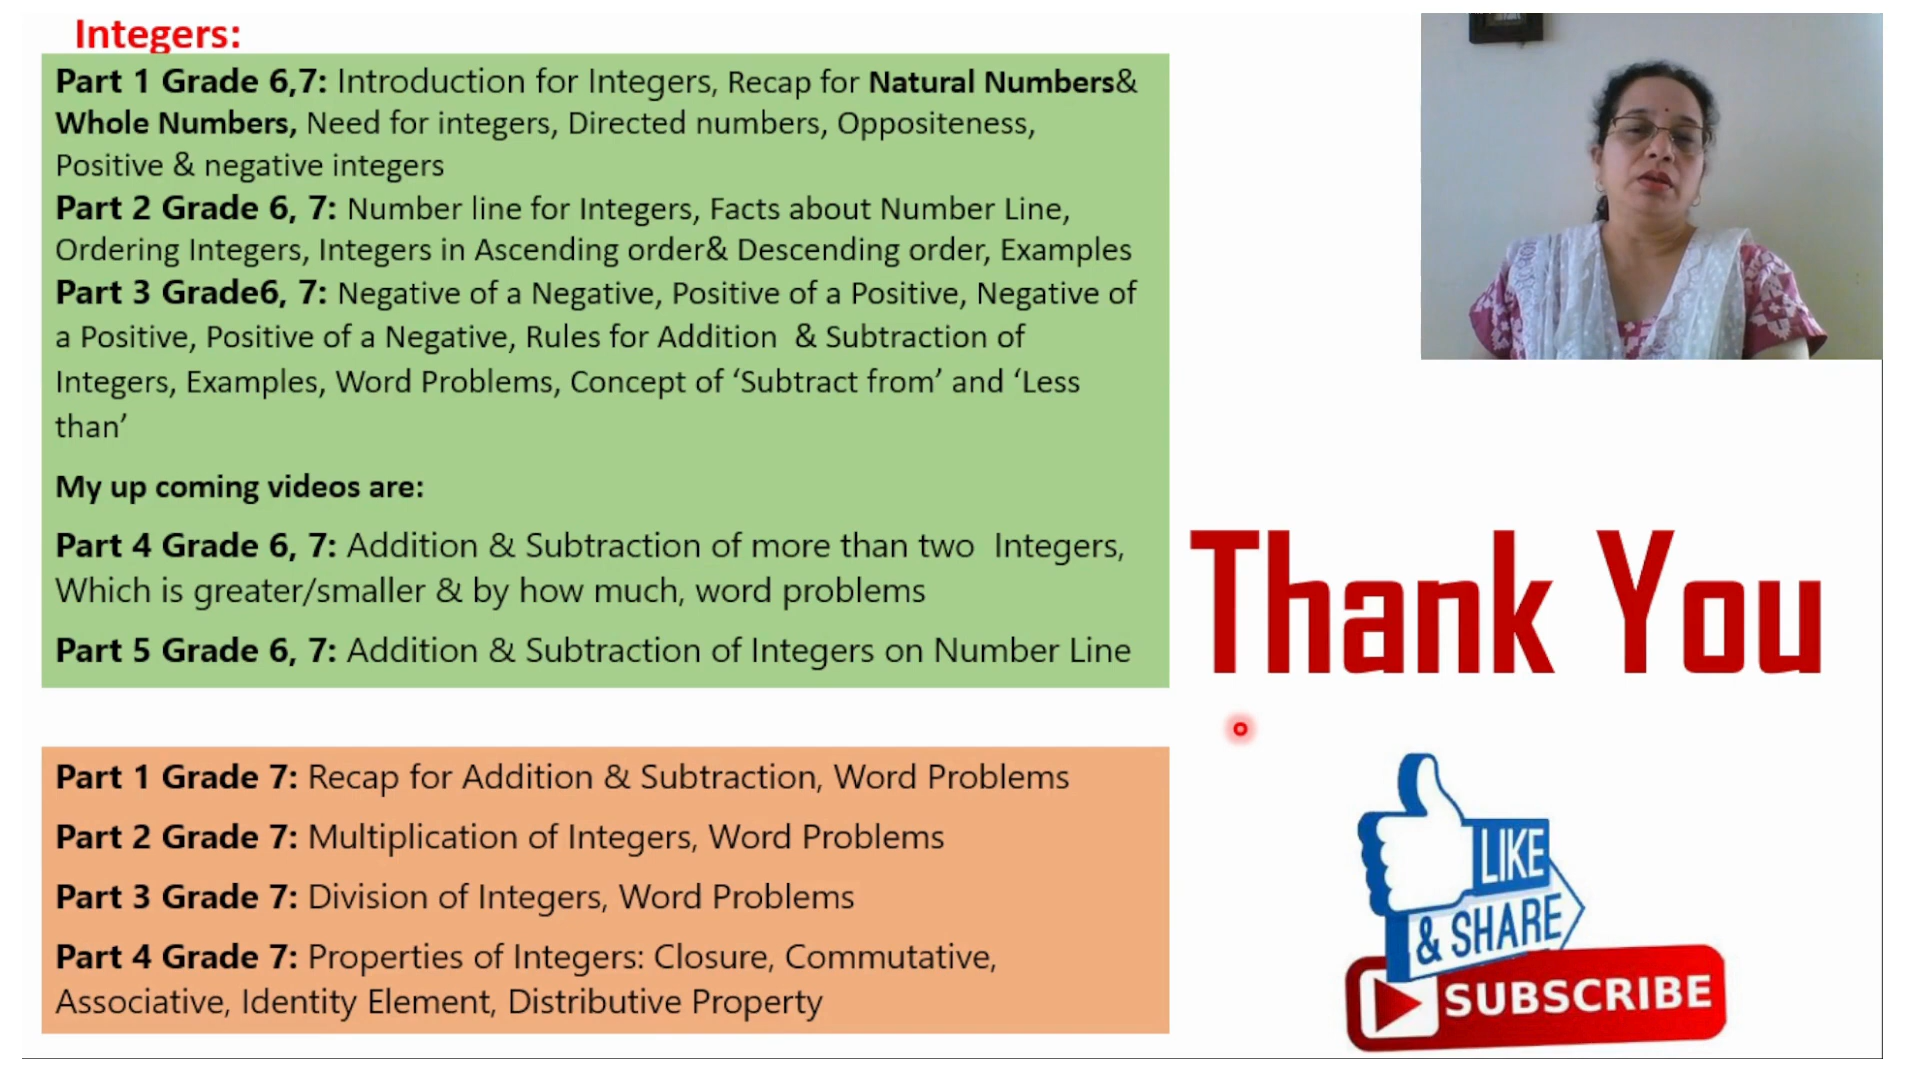 Integers:
Part 1 Grade 6,7: Introduction for Integers, Recap for Natural Numbers&
Whole Numbers, Need for integers, Directed numbers, Oppositeness,
Positive & negative integers
Part 2 Grade 6, 7: Number line for Integers, Facts about Number Line,
Ordering Integers, Integers in Ascending order& Descending order, Examples
Part 3 Grade6, 7: Negative of a Negative, Positive of a Positive, Negative of
a Positive, Positive of a Negative, Rules for Addition & Subtraction of
Integers, Examples, Word Problems, Concept of ‘Subtract from’ and ‘Less
than’
My up coming videos are:
Part 4 Grade 6, 7: Addition & Subtraction of more than two Integers,
Which is greater/smaller & by how much, word problems
Part 5 Grade 6, 7: Addition & Subtraction of Integers on Number Line
Part 1 Grade 7: Recap for Addition & Subtraction, Word Problems
Part 2 Grade 7: Multiplication of Integers, Word Problems
Part 3 Grade 7: Division of Integers, Word Problems
Part 4 Grade 7: Properties of Integers: Closure, Commutative,
Associative, Identity Element, Distributive Property
Thank You
LIKE
& SHARE
SUBSCRIBE